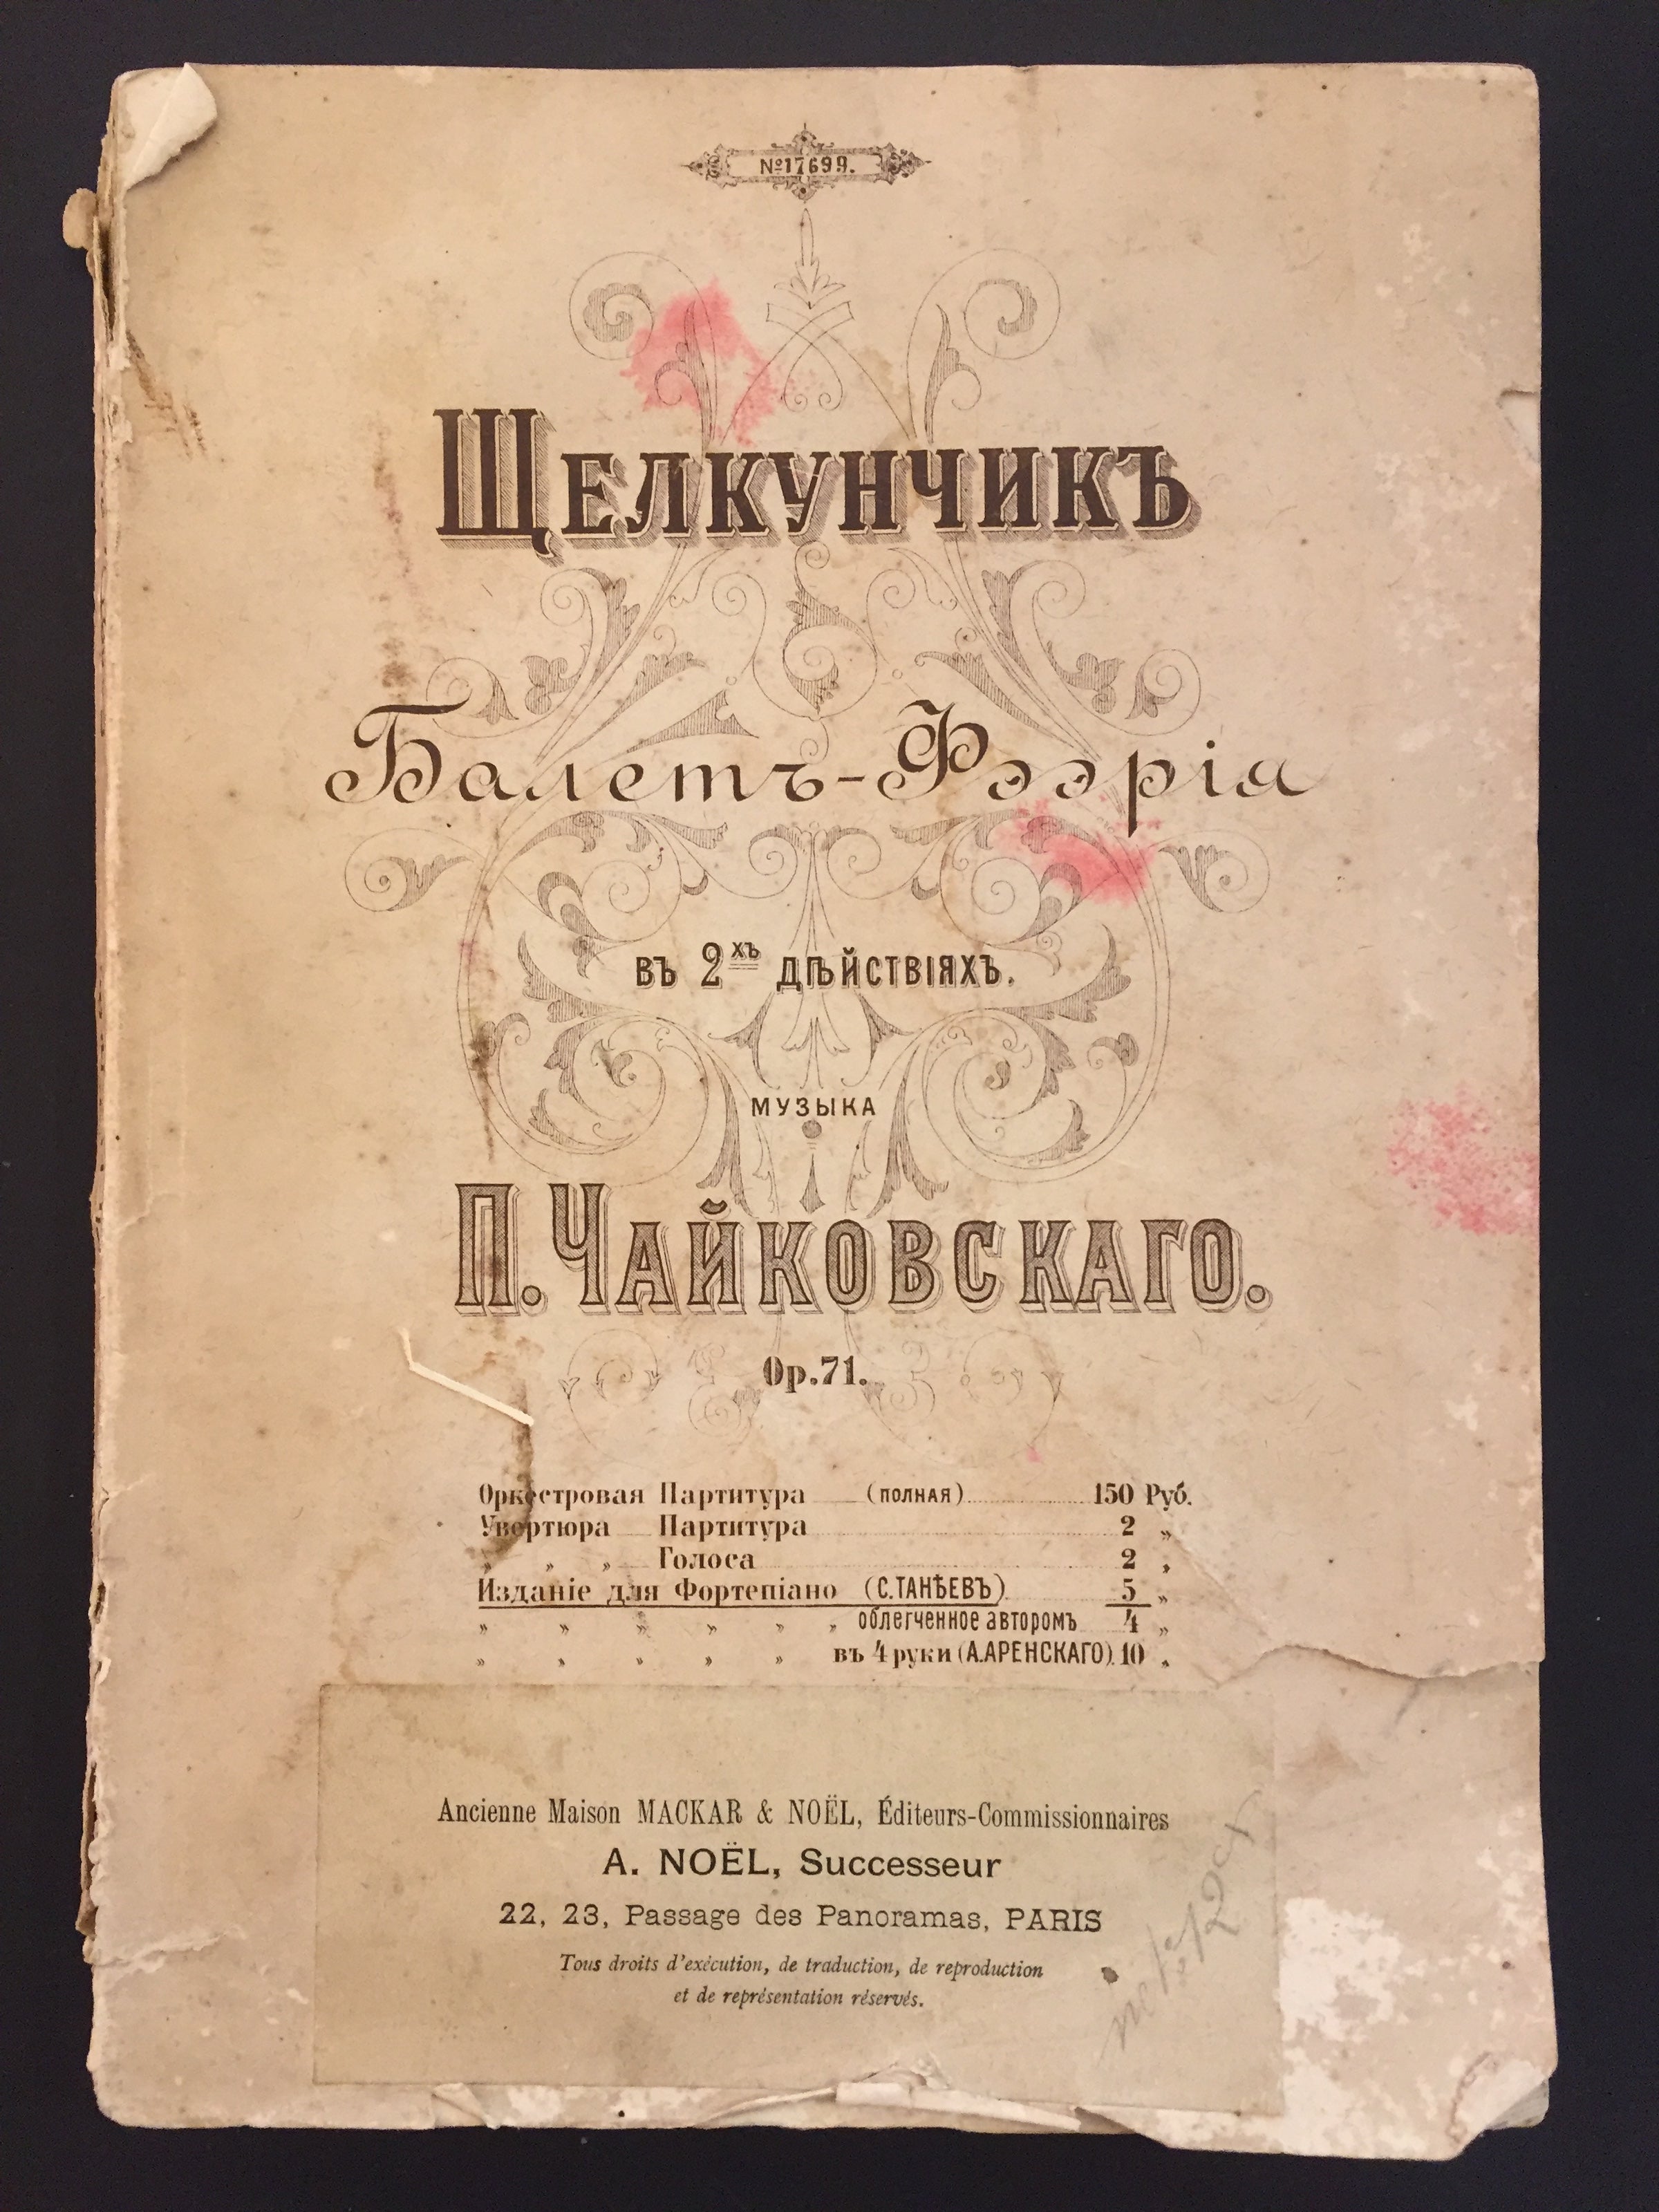 №17699.
Щелкунчикъ
Балетъ-Фээрія
въ 2хъ дѣйствіяхъ.
МУЗЫКА
П. Чайковскаго.
Op. 71.
Оркестровая Партитура (полная) 150 Руб.
Увертюра Партитура 2 „
„ „ „ Голоса 2 „
Изданіе для Фортепіано (С.ТАНѢЕВЪ) 5 „
„ „ „ „ „ „ облегченное авторомъ 4 „
„ „ „ „ „ въ 4 руки (А.АРЕНСКАГО) 10 „
Ancienne Maison MACKAR & NOËL, Éditeurs-Commissionnaires
A. NOËL, Successeur
22, 23, Passage des Panoramas, PARIS
Tous droits d'exécution, de traduction, de reproduction
et de représentation réservés.